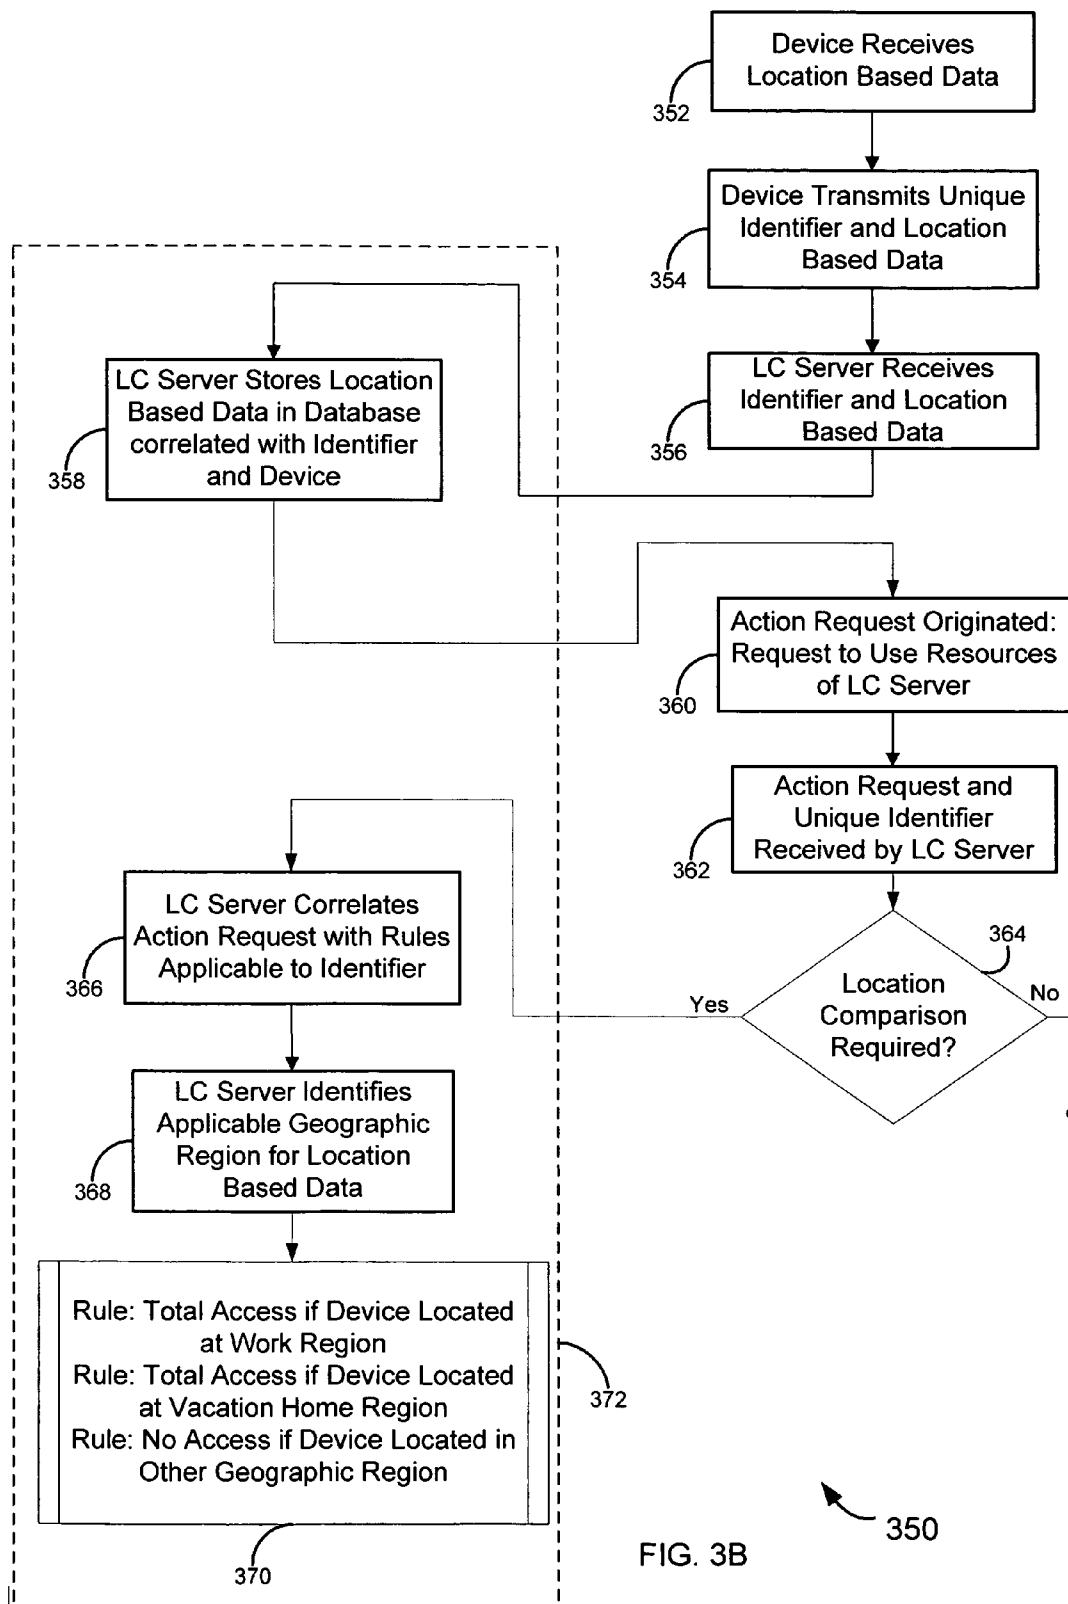 Device Receives
Location Based Data
352
Device Transmits Unique
Identifier and Location
Based Data
354
LC Server Receives
Identifier and Location
Based Data
356
LC Server Stores Location
Based Data in Database
correlated with Identifier
and Device
358
Action Request Originated:
Request to Use Resources
of LC Server
360
Action Request and
Unique Identifier
Received by LC Server
362
364
Location
Comparison
Required?
Yes
No
LC Server Correlates
Action Request with Rules
Applicable to Identifier
366
LC Server Identifies
Applicable Geographic
Region for Location
Based Data
368
Rule: Total Access if Device Located
at Work Region
Rule: Total Access if Device Located
at Vacation Home Region
Rule: No Access if Device Located in
Other Geographic Region
372
370
350
FIG. 3B